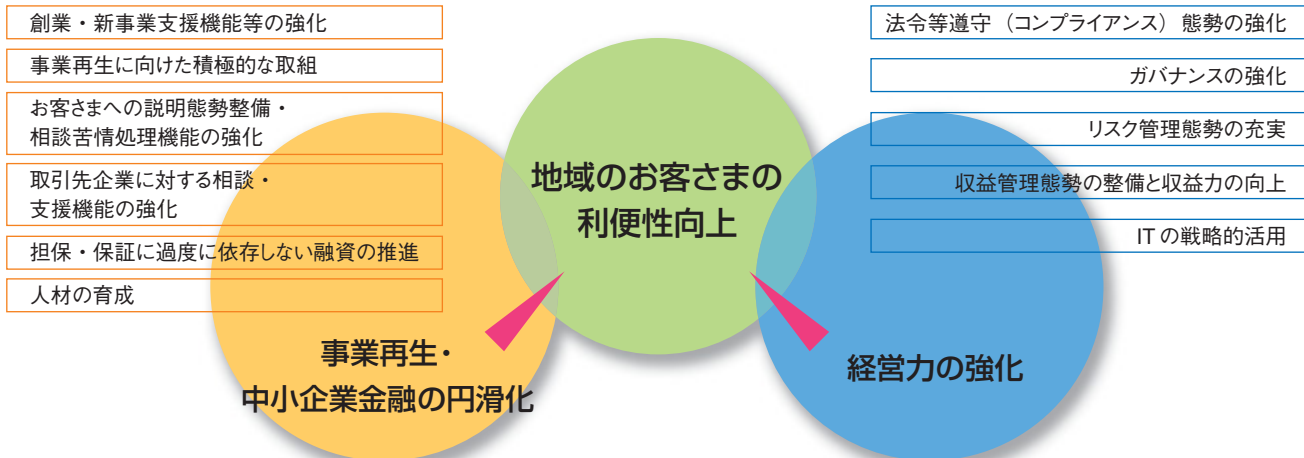 創業・新事業支援機能等の強化
事業再生に向けた積極的な取組
お客さまへの説明態勢整備・
相談苦情処理機能の強化
取引先企業に対する相談・
支援機能の強化
担保・保証に過度に依存しない融資の推進
人材の育成
事業再生・
中小企業金融の円滑化
地域のお客さまの
利便性向上
法令等遵守（コンプライアンス）態勢の強化
ガバナンスの強化
リスク管理態勢の充実
収益管理態勢の整備と収益力の向上
ITの戦略的活用
経営力の強化